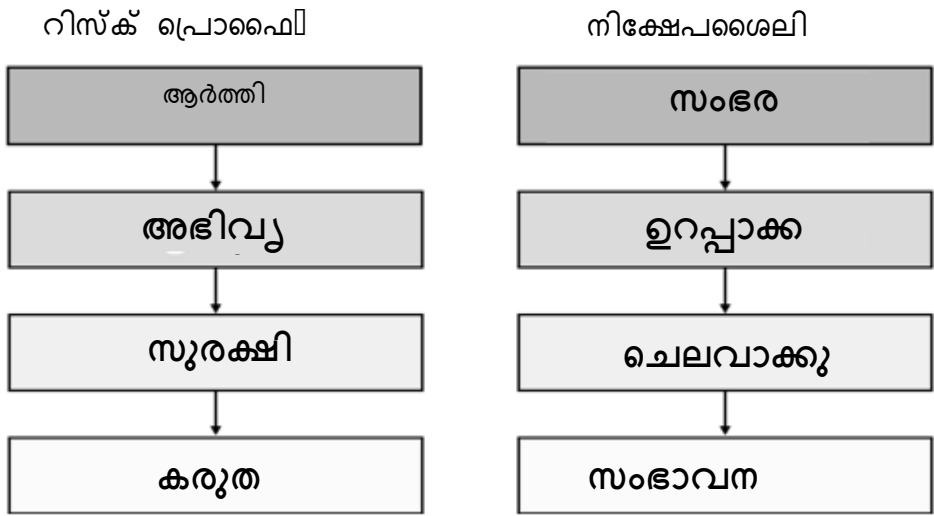 റിസ്ക് പ്രൊഫൈ
ആർത്തി
അഭിവൃ
സുരക്ഷി
കരുത
നിക്ഷേപശൈലി
സംഭര
ഉറപ്പാക്ക
ചെലവാക്കു
സംഭാവന